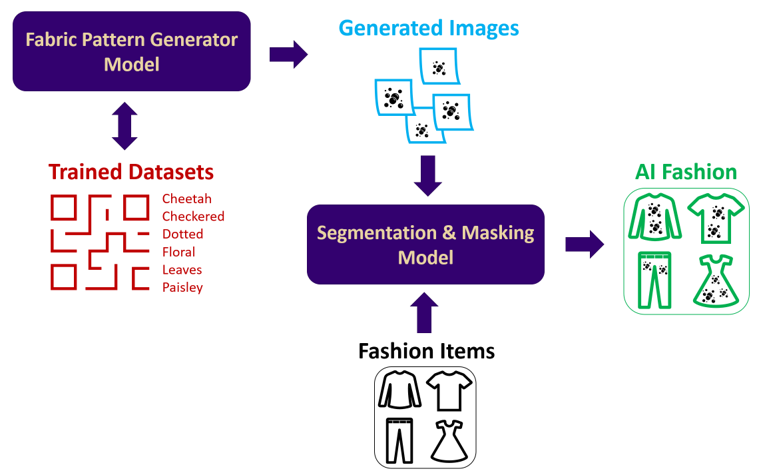 Fabric Pattern Generator
Model
Generated Images
Trained Datasets
Cheetah
Checkered
Dotted
Floral
Leaves
Paisley
Segmentation & Masking
Model
AI Fashion
Fashion Items